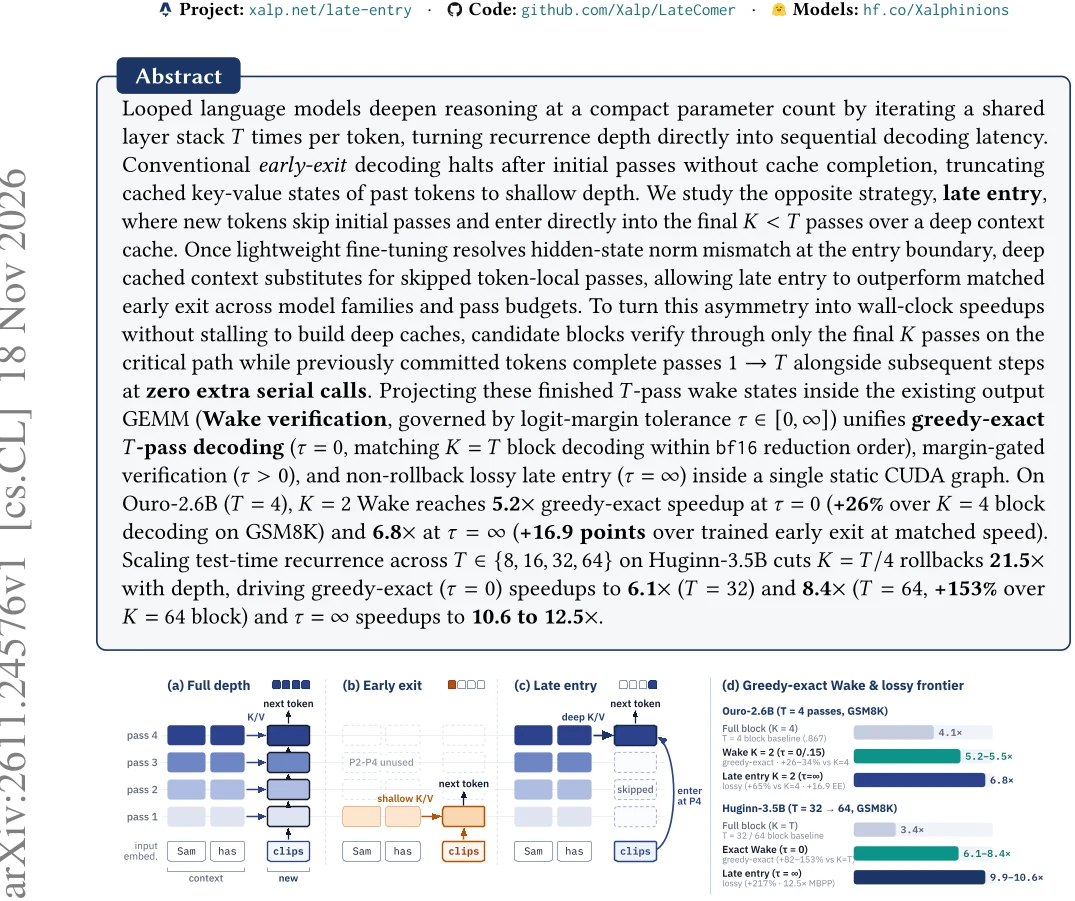 Project: xalp.net/late-entry · Code: github.com/Xalp/LateComer · Models: hf.co/Xalphinions
Abstract
Looped language models deepen reasoning at a compact parameter count by iterating a shared
layer stack T times per token, turning recurrence depth directly into sequential decoding latency.
Conventional early-exit decoding halts after initial passes without cache completion, truncating
cached key-value states of past tokens to shallow depth. We study the opposite strategy, late entry,
where new tokens skip initial passes and enter directly into the final K < T passes over a deep context
cache. Once lightweight fine-tuning resolves hidden-state norm mismatch at the entry boundary, deep
cached context substitutes for skipped token-local passes, allowing late entry to outperform matched
early exit across model families and pass budgets. To turn this asymmetry into wall-clock speedups
without stalling to build deep caches, candidate blocks verify through only the final K passes on the
critical path while previously committed tokens complete passes 1 → T alongside subsequent steps
at zero extra serial calls. Projecting these finished T-pass wake states inside the existing output
GEMM (Wake verification, governed by logit-margin tolerance τ ∈ [0, ∞]) unifies greedy-exact
T-pass decoding (τ = 0, matching K = T block decoding within bf16 reduction order), margin-gated
verification (τ > 0), and non-rollback lossy late entry (τ = ∞) inside a single static CUDA graph. On
Ouro-2.6B (T = 4), K = 2 Wake reaches 5.2× greedy-exact speedup at τ = 0 (+26% over K = 4 block
decoding on GSM8K) and 6.8× at τ = ∞ (+16.9 points over trained early exit at matched speed).
Scaling test-time recurrence across T ∈ {8, 16, 32, 64} on Huginn-3.5B cuts K = T/4 rollbacks 21.5×
with depth, driving greedy-exact (τ = 0) speedups to 6.1× (T = 32) and 8.4× (T = 64, +153% over
K = 64 block) and τ = ∞ speedups to 10.6 to 12.5×.
arXiv:2611.24576v1 [cs.CL] 18 Nov 2026
(a) Full depth
next token
K/V
pass 4
pass 3
pass 2
pass 1
input
embed.
Sam has clips
context new
(b) Early exit
P2-P4 unused
next token
shallow K/V
Sam has clips
(c) Late entry
next token
deep K/V
skipped
enter
at P4
Sam has clips
(d) Greedy-exact Wake & lossy frontier
Ouro-2.6B (T = 4 passes, GSM8K)
Full block (K = 4) 4.1×
T = 4 block baseline (.867)
Wake K = 2 (τ = 0/.15) 5.2–5.5×
greedy-exact · +26–34% vs K=4
Late entry K = 2 (τ=∞) 6.8×
lossy (+65% vs K=4 · +16.9 EE)
Huginn-3.5B (T = 32 → 64, GSM8K)
Full block (K = T) 3.4×
T = 32 / 64 block baseline
Exact Wake (τ = 0) 6.1–8.4×
greedy-exact (+82–153% vs K=T)
Late entry (τ = ∞) 9.9–10.6×
lossy (+217% · 12.5× MBPP)